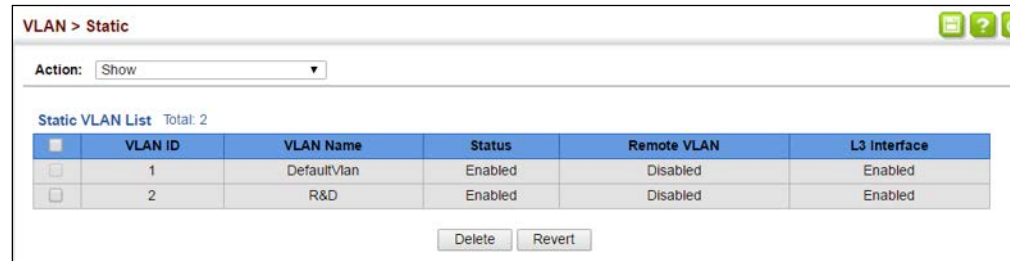 VLAN > Static
?
Action: Show
Static VLAN List Total: 2
VLAN ID VLAN Name Status Remote VLAN L3 Interface
1 DefaultVlan Enabled Disabled Enabled
2 R&D Enabled Disabled Enabled
Delete Revert